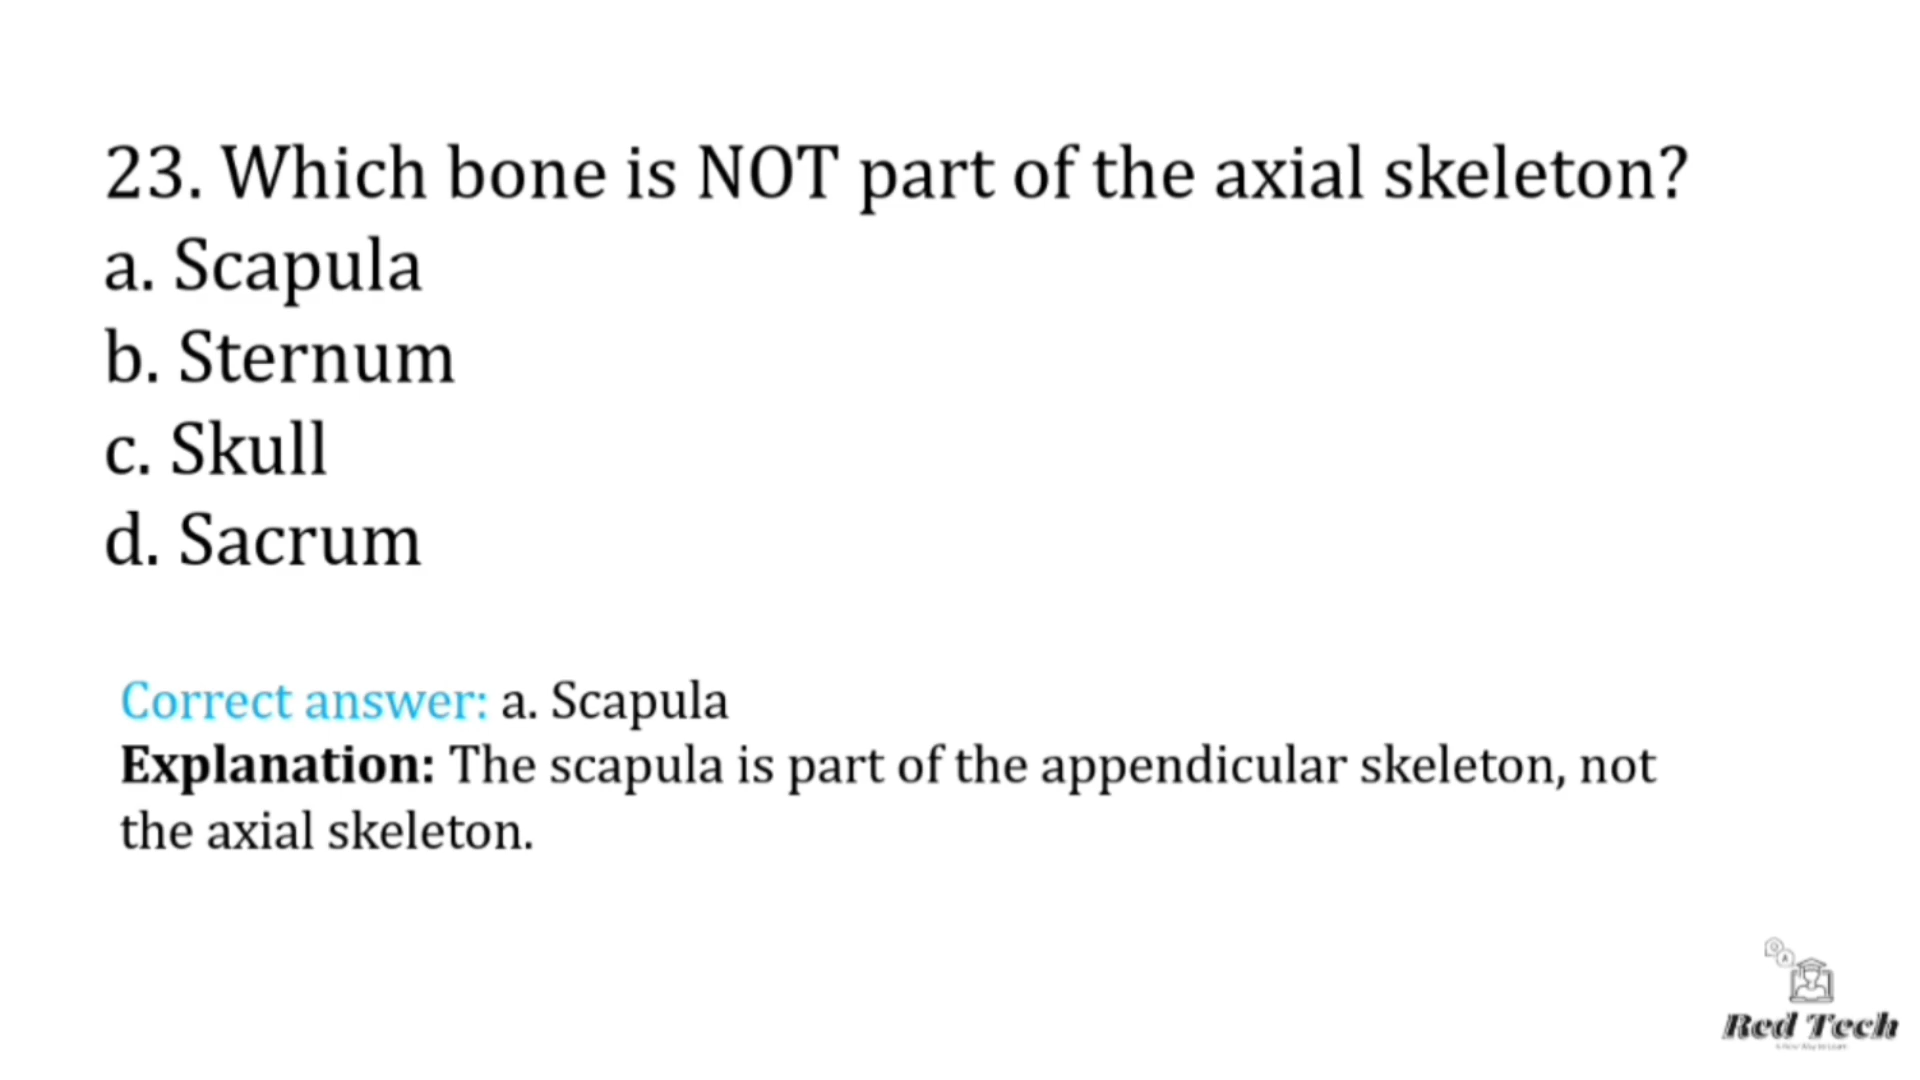 23. Which bone is NOT part of the axial skeleton?
a. Scapula
b. Sternum
c. Skull
d. Sacrum
Correct answer: a. Scapula
Explanation: The scapula is part of the appendicular skeleton, not
the axial skeleton.
Q
A
Red Tech